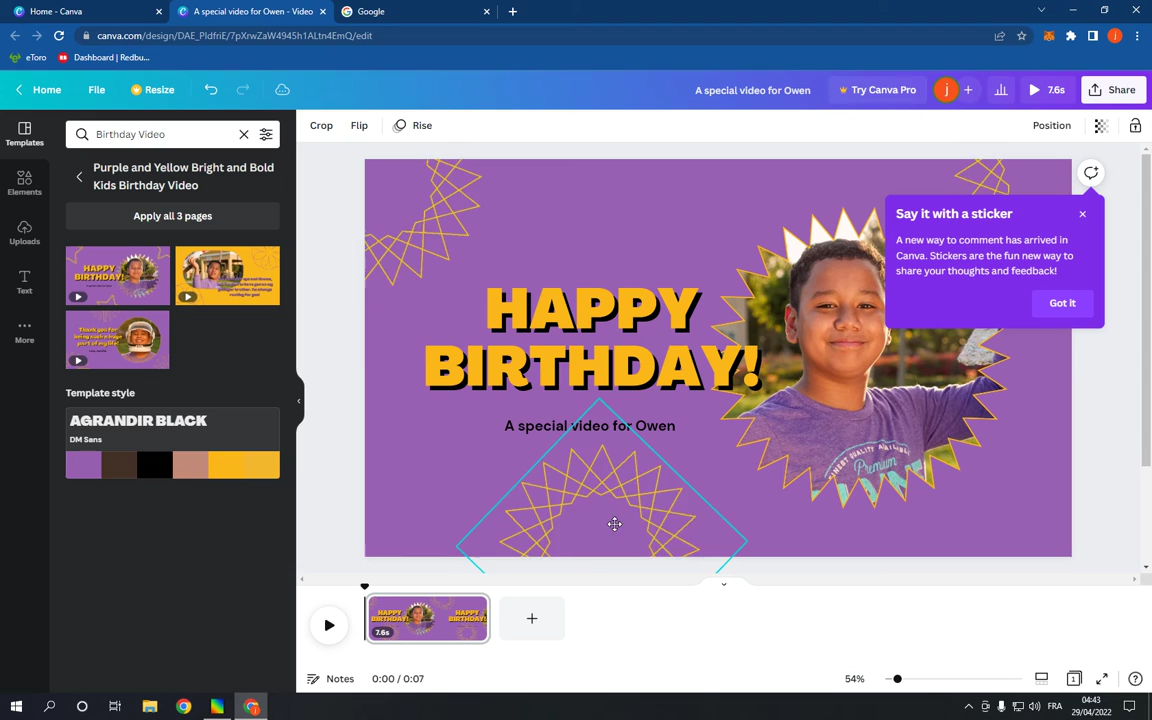 Home - Canva
A special video for Owen - Video
Google
canva.com/design/DAE_PldfriE/7pXrwZaW4945h1ALtn4EmQ/edit
eToro
Dashboard | Redbu...
Home
File
Resize
A special video for Owen
j
Try Canva Pro
7.6s
Share
Templates
Elements
Uploads
Text
More
Birthday Video
Purple and Yellow Bright and Bold
Kids Birthday Video
Apply all 3 pages
Template style
AGRANDIR BLACK
DM Sans
Crop
Flip
Rise
Position
HAPPY
BIRTHDAY!
A special video for Owen
Say it with a sticker
A new way to comment has arrived in
Canva. Stickers are the fun new way to
share your thoughts and feedback!
Got it
HAPPY
BIRTHDAY!
7.6s
Notes
0:00 / 0:07
54%
1
FRA
04:43
29/04/2022